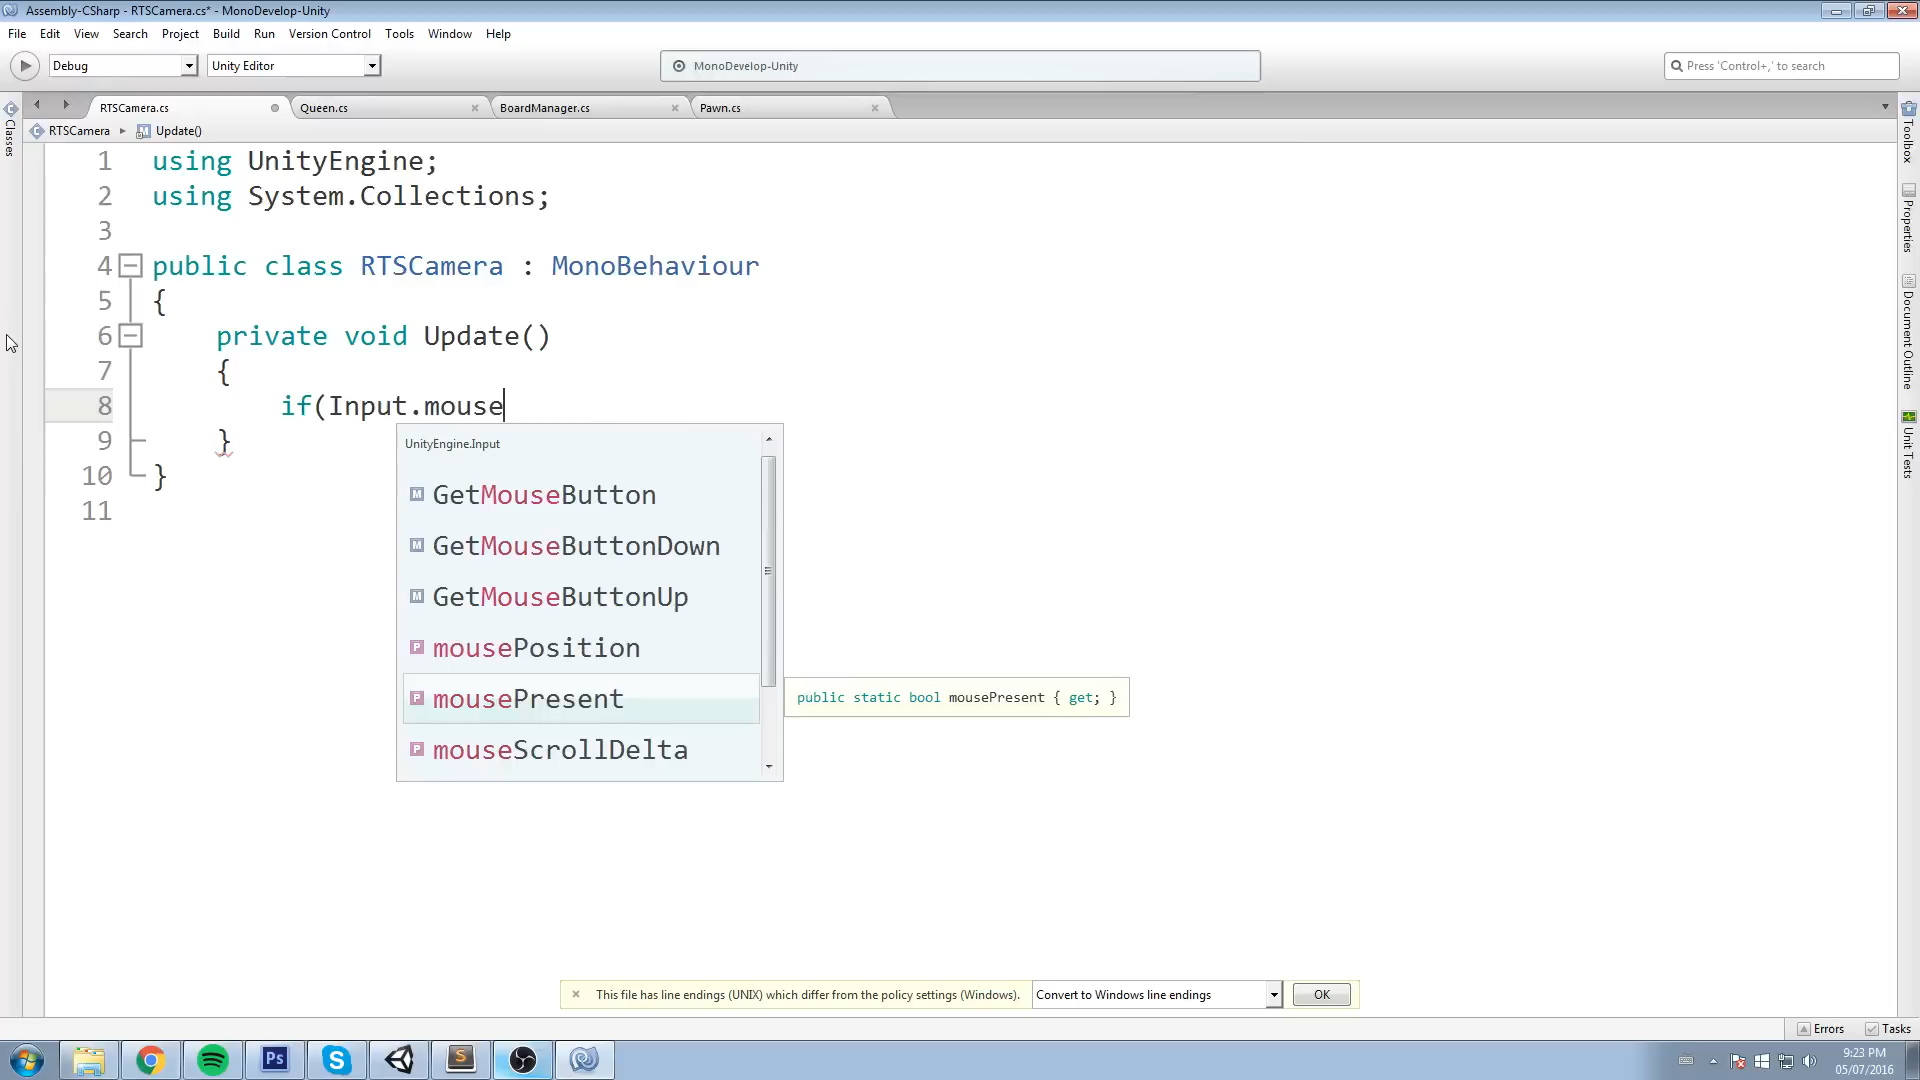 Assembly-CSharp - RTSCamera.cs* - MonoDevelop-Unity
File Edit View Search Project Build Run Version Control Tools Window Help
Debug Unity Editor MonoDevelop-Unity Press 'Control+,' to search
RTSCamera.cs Queen.cs BoardManager.cs Pawn.cs
RTSCamera Update()
Classes
1 using UnityEngine;
2 using System.Collections;
3
4 public class RTSCamera : MonoBehaviour
5 {
6 private void Update()
7 {
8 if(Input.mouse
9 }
10 }
11
UnityEngine.Input
M GetMouseButton
M GetMouseButtonDown
M GetMouseButtonUp
P mousePosition
P mousePresent
P mouseScrollDelta
public static bool mousePresent { get; }
Toolbox
Properties
Document Outline
Unit Tests
This file has line endings (UNIX) which differ from the policy settings (Windows). Convert to Windows line endings OK
Errors Tasks
Ps S S
9:23 PM
05/07/2016